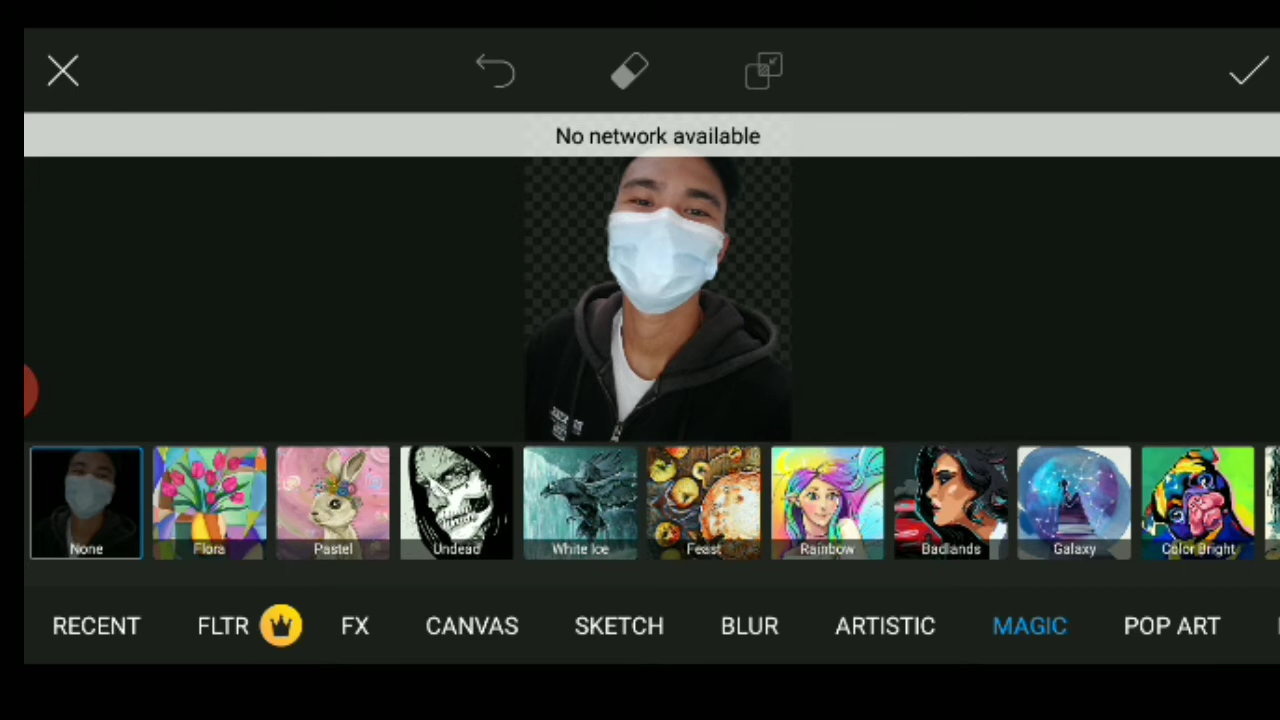 No network available
None
Flora
Pastel
Undead
White Ice
Feast
Rainbow
Badlands
Galaxy
Color Bright
RECENT
FLTR
FX
CANVAS
SKETCH
BLUR
ARTISTIC
MAGIC
POP ART